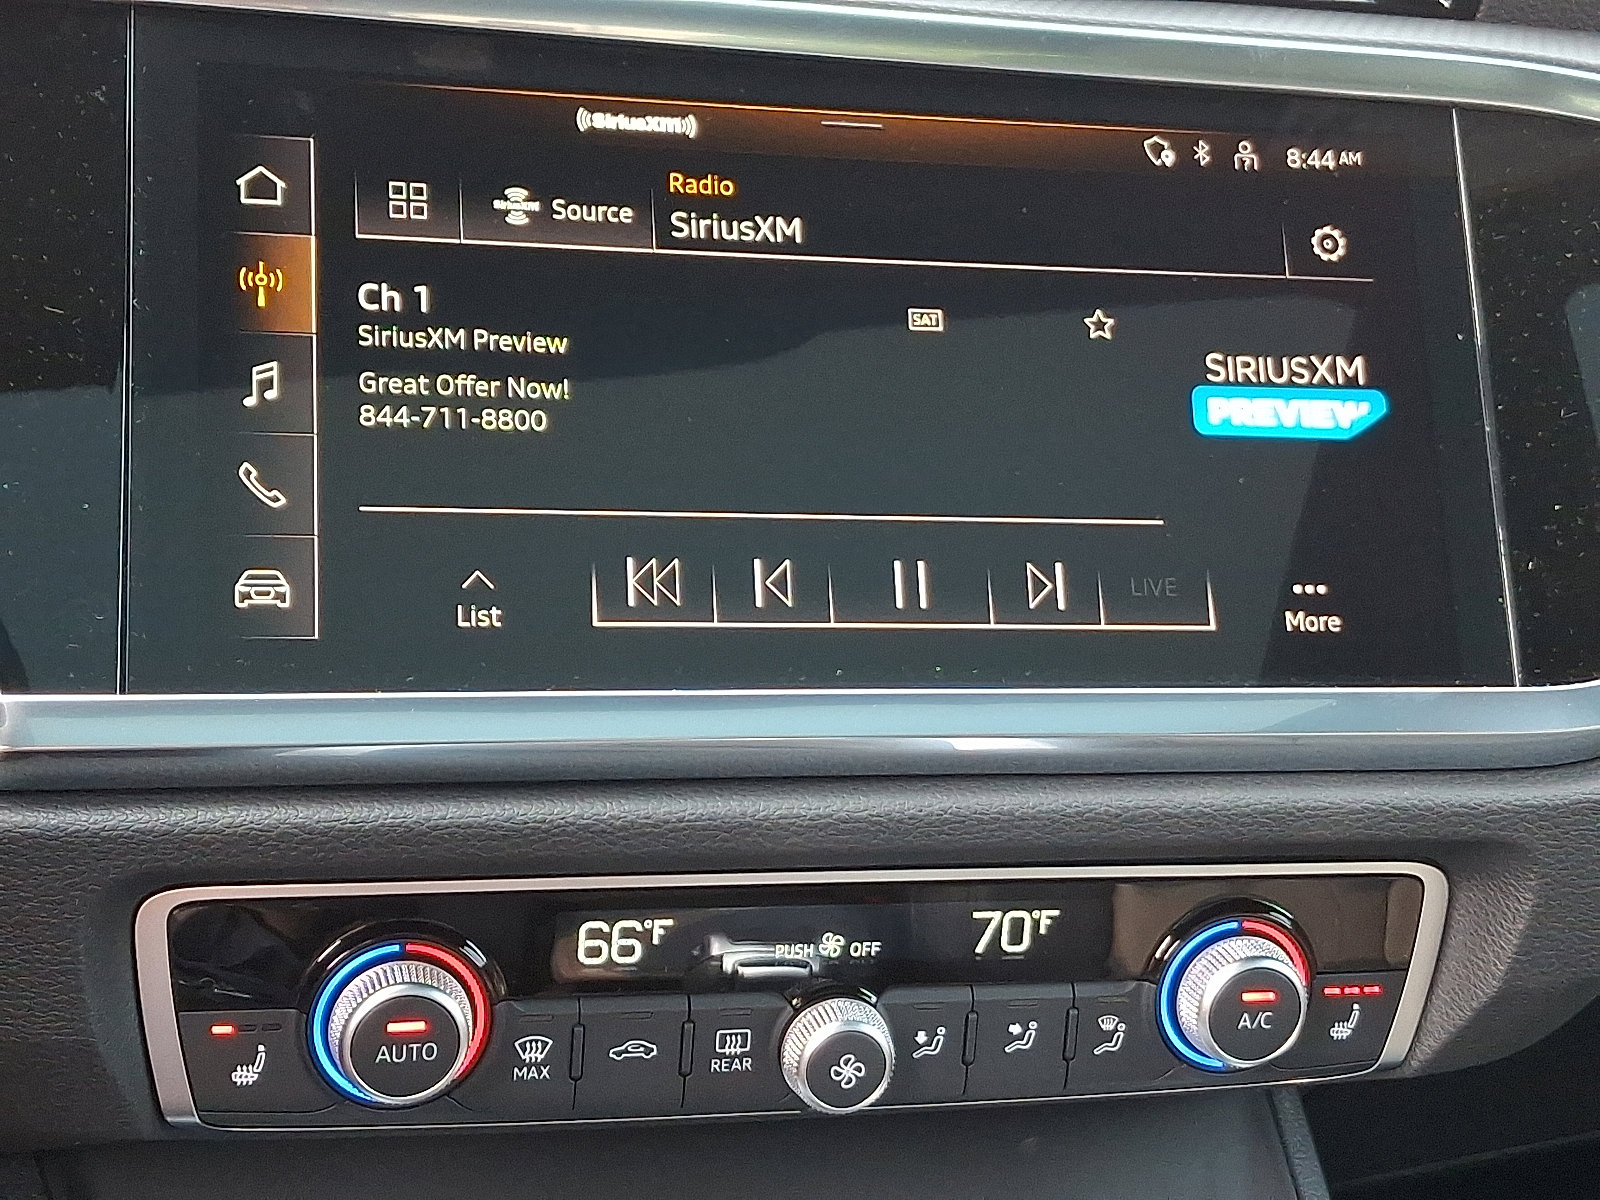 SiriusXM
8:44 AM
SiriusXM Source
Radio
SiriusXM
Ch 1
SiriusXM Preview
SAT
Great Offer Now!
844-711-8800
SIRIUSXM
PREVIEW
List
LIVE
More
66°F
PUSH OFF
70°F
AUTO
MAX
REAR
A/C